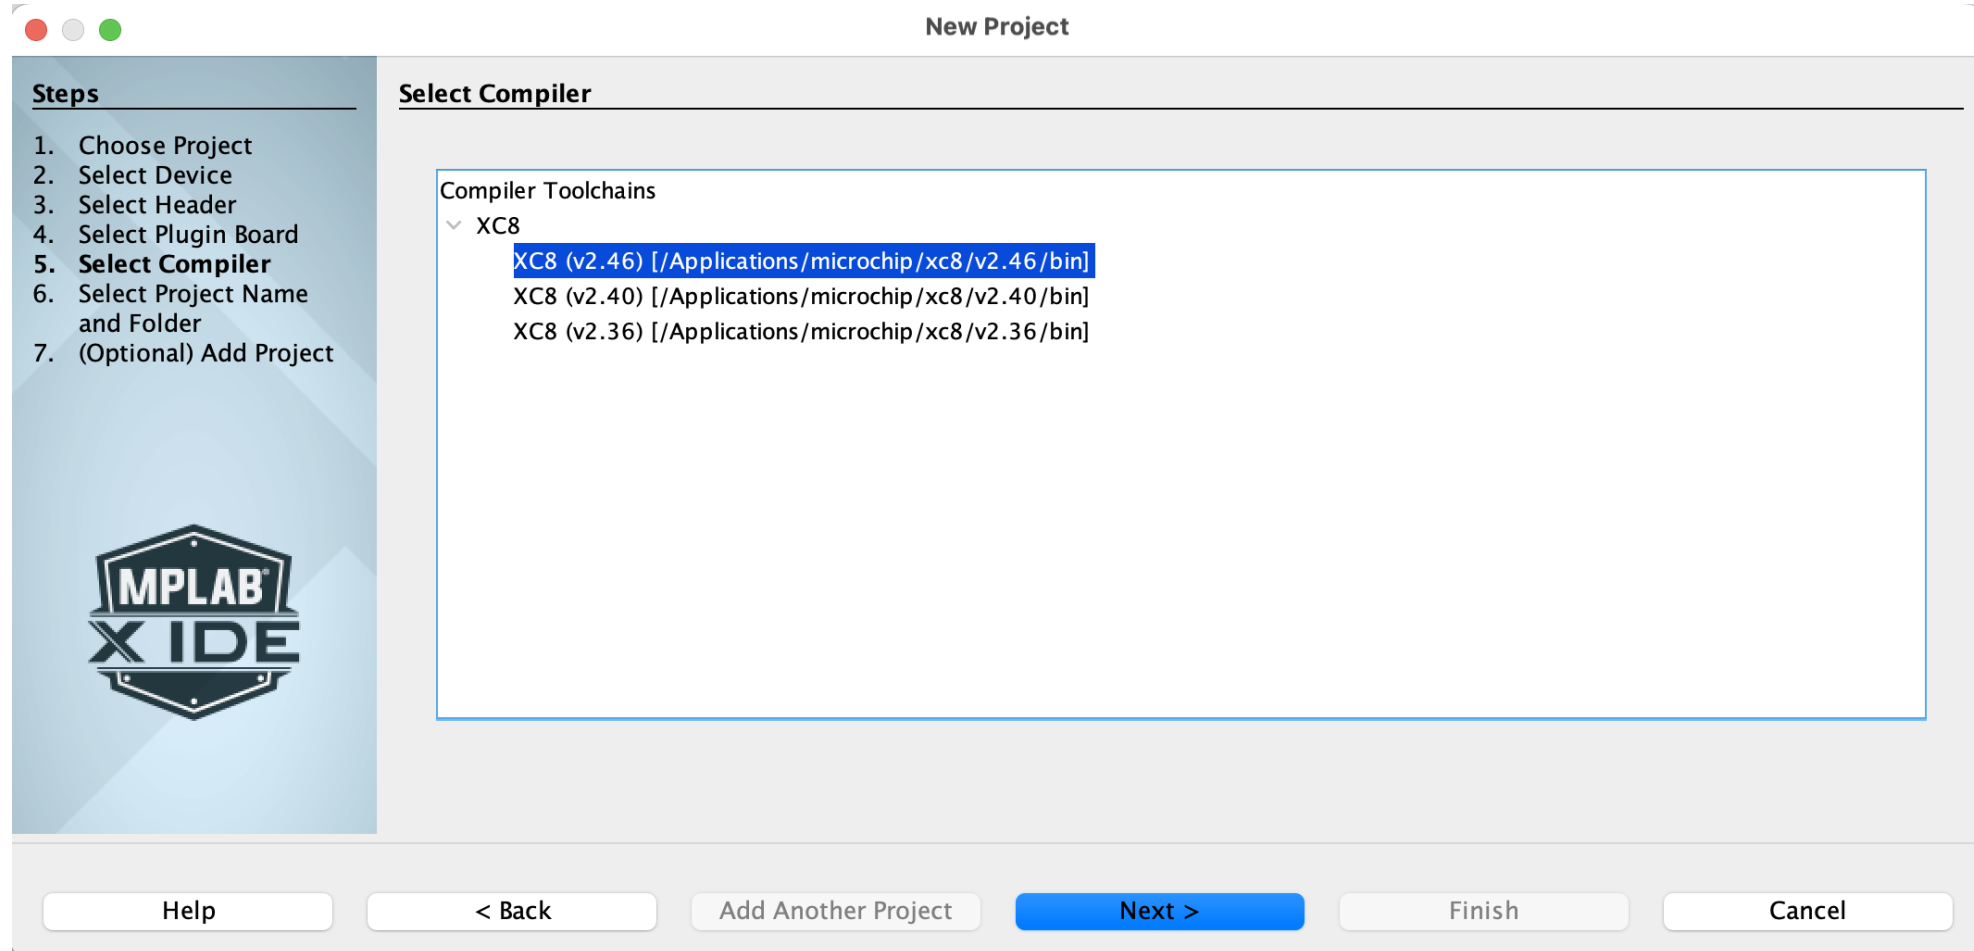 New Project
Steps
1. Choose Project
2. Select Device
3. Select Header
4. Select Plugin Board
5. Select Compiler
6. Select Project Name
and Folder
7. (Optional) Add Project
MPLAB®
X IDE
Select Compiler
Compiler Toolchains
XC8
XC8 (v2.46) [/Applications/microchip/xc8/v2.46/bin]
XC8 (v2.40) [/Applications/microchip/xc8/v2.40/bin]
XC8 (v2.36) [/Applications/microchip/xc8/v2.36/bin]
Help
< Back
Add Another Project
Next >
Finish
Cancel